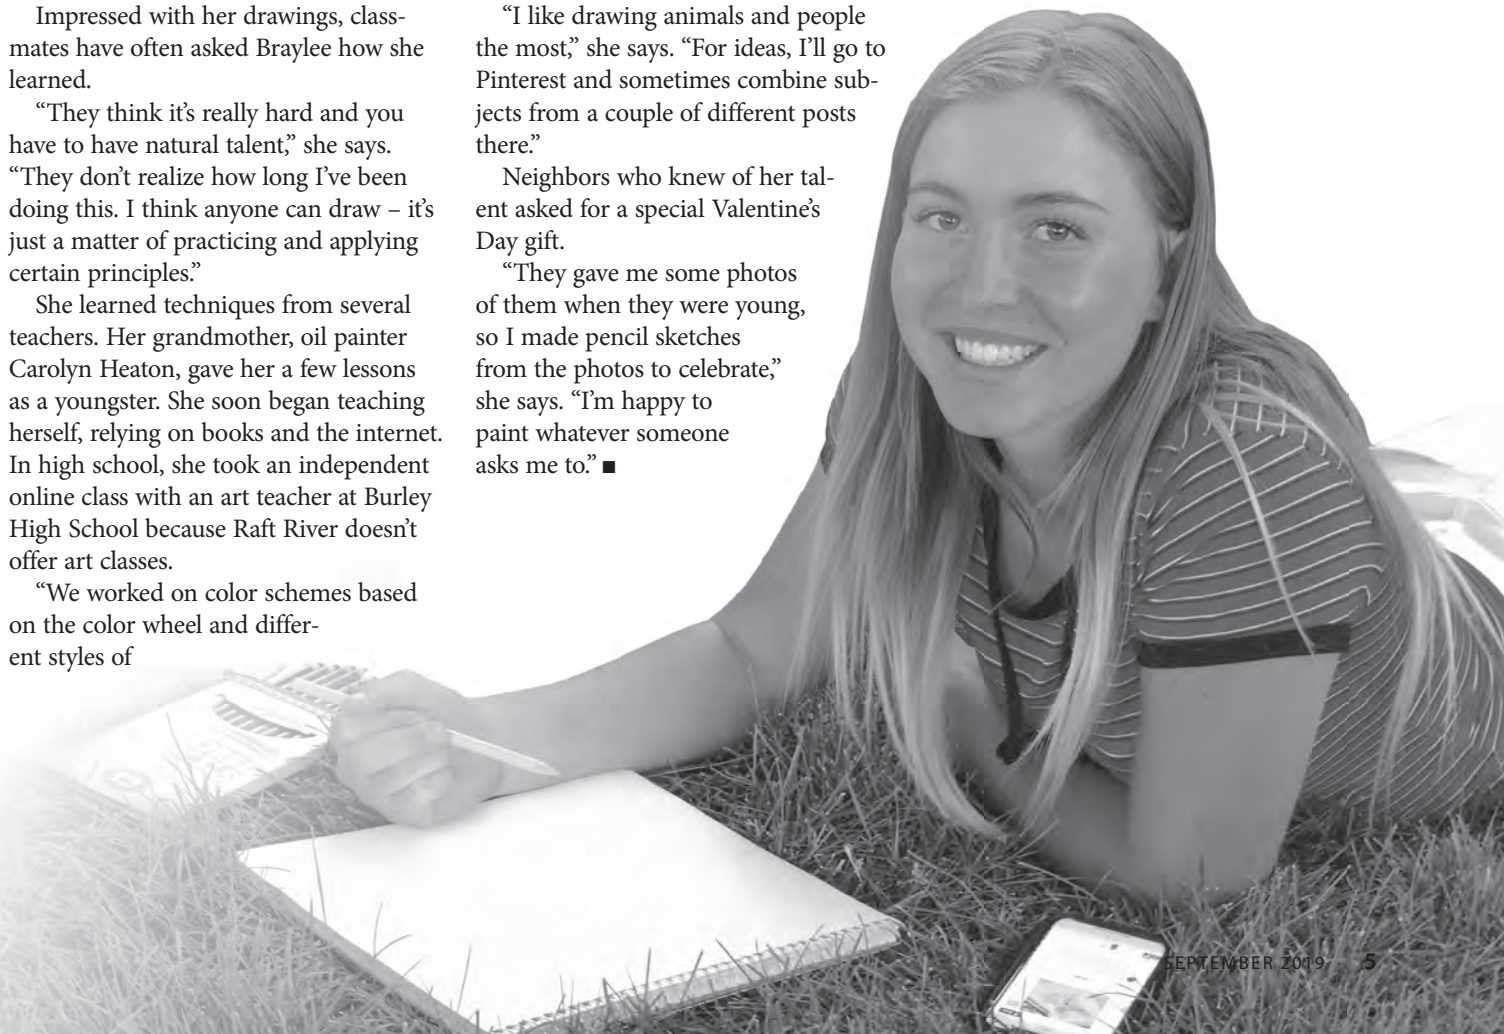 Impressed with her drawings, class-
mates have often asked Braylee how she
learned.
“They think it’s really hard and you
have to have natural talent,” she says.
“They don’t realize how long I’ve been
doing this. I think anyone can draw – it’s
just a matter of practicing and applying
certain principles.”
She learned techniques from several
teachers. Her grandmother, oil painter
Carolyn Heaton, gave her a few lessons
as a youngster. She soon began teaching
herself, relying on books and the internet.
In high school, she took an independent
online class with an art teacher at Burley
High School because Raft River doesn’t
offer art classes.
“We worked on color schemes based
on the color wheel and differ-
ent styles of
“I like drawing animals and people
the most,” she says. “For ideas, I’ll go to
Pinterest and sometimes combine sub-
jects from a couple of different posts
there.”
Neighbors who knew of her tal-
ent asked for a special Valentine’s
Day gift.
“They gave me some photos
of them when they were young,
so I made pencil sketches
from the photos to celebrate,”
she says. “I’m happy to
paint whatever someone
asks me to.” ■
SEPTEMBER 2019 5